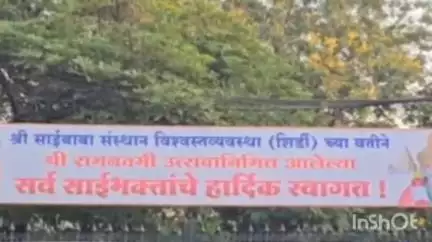 श्री साईबाबा संस्थान विश्वस्तव्यवस्था (शिर्डी) च्या वतीने
श्री रामनवमी उत्सवानिमित आलेल्या
सर्व साईभक्तांचे हार्दिक स्वागत !
InShOt